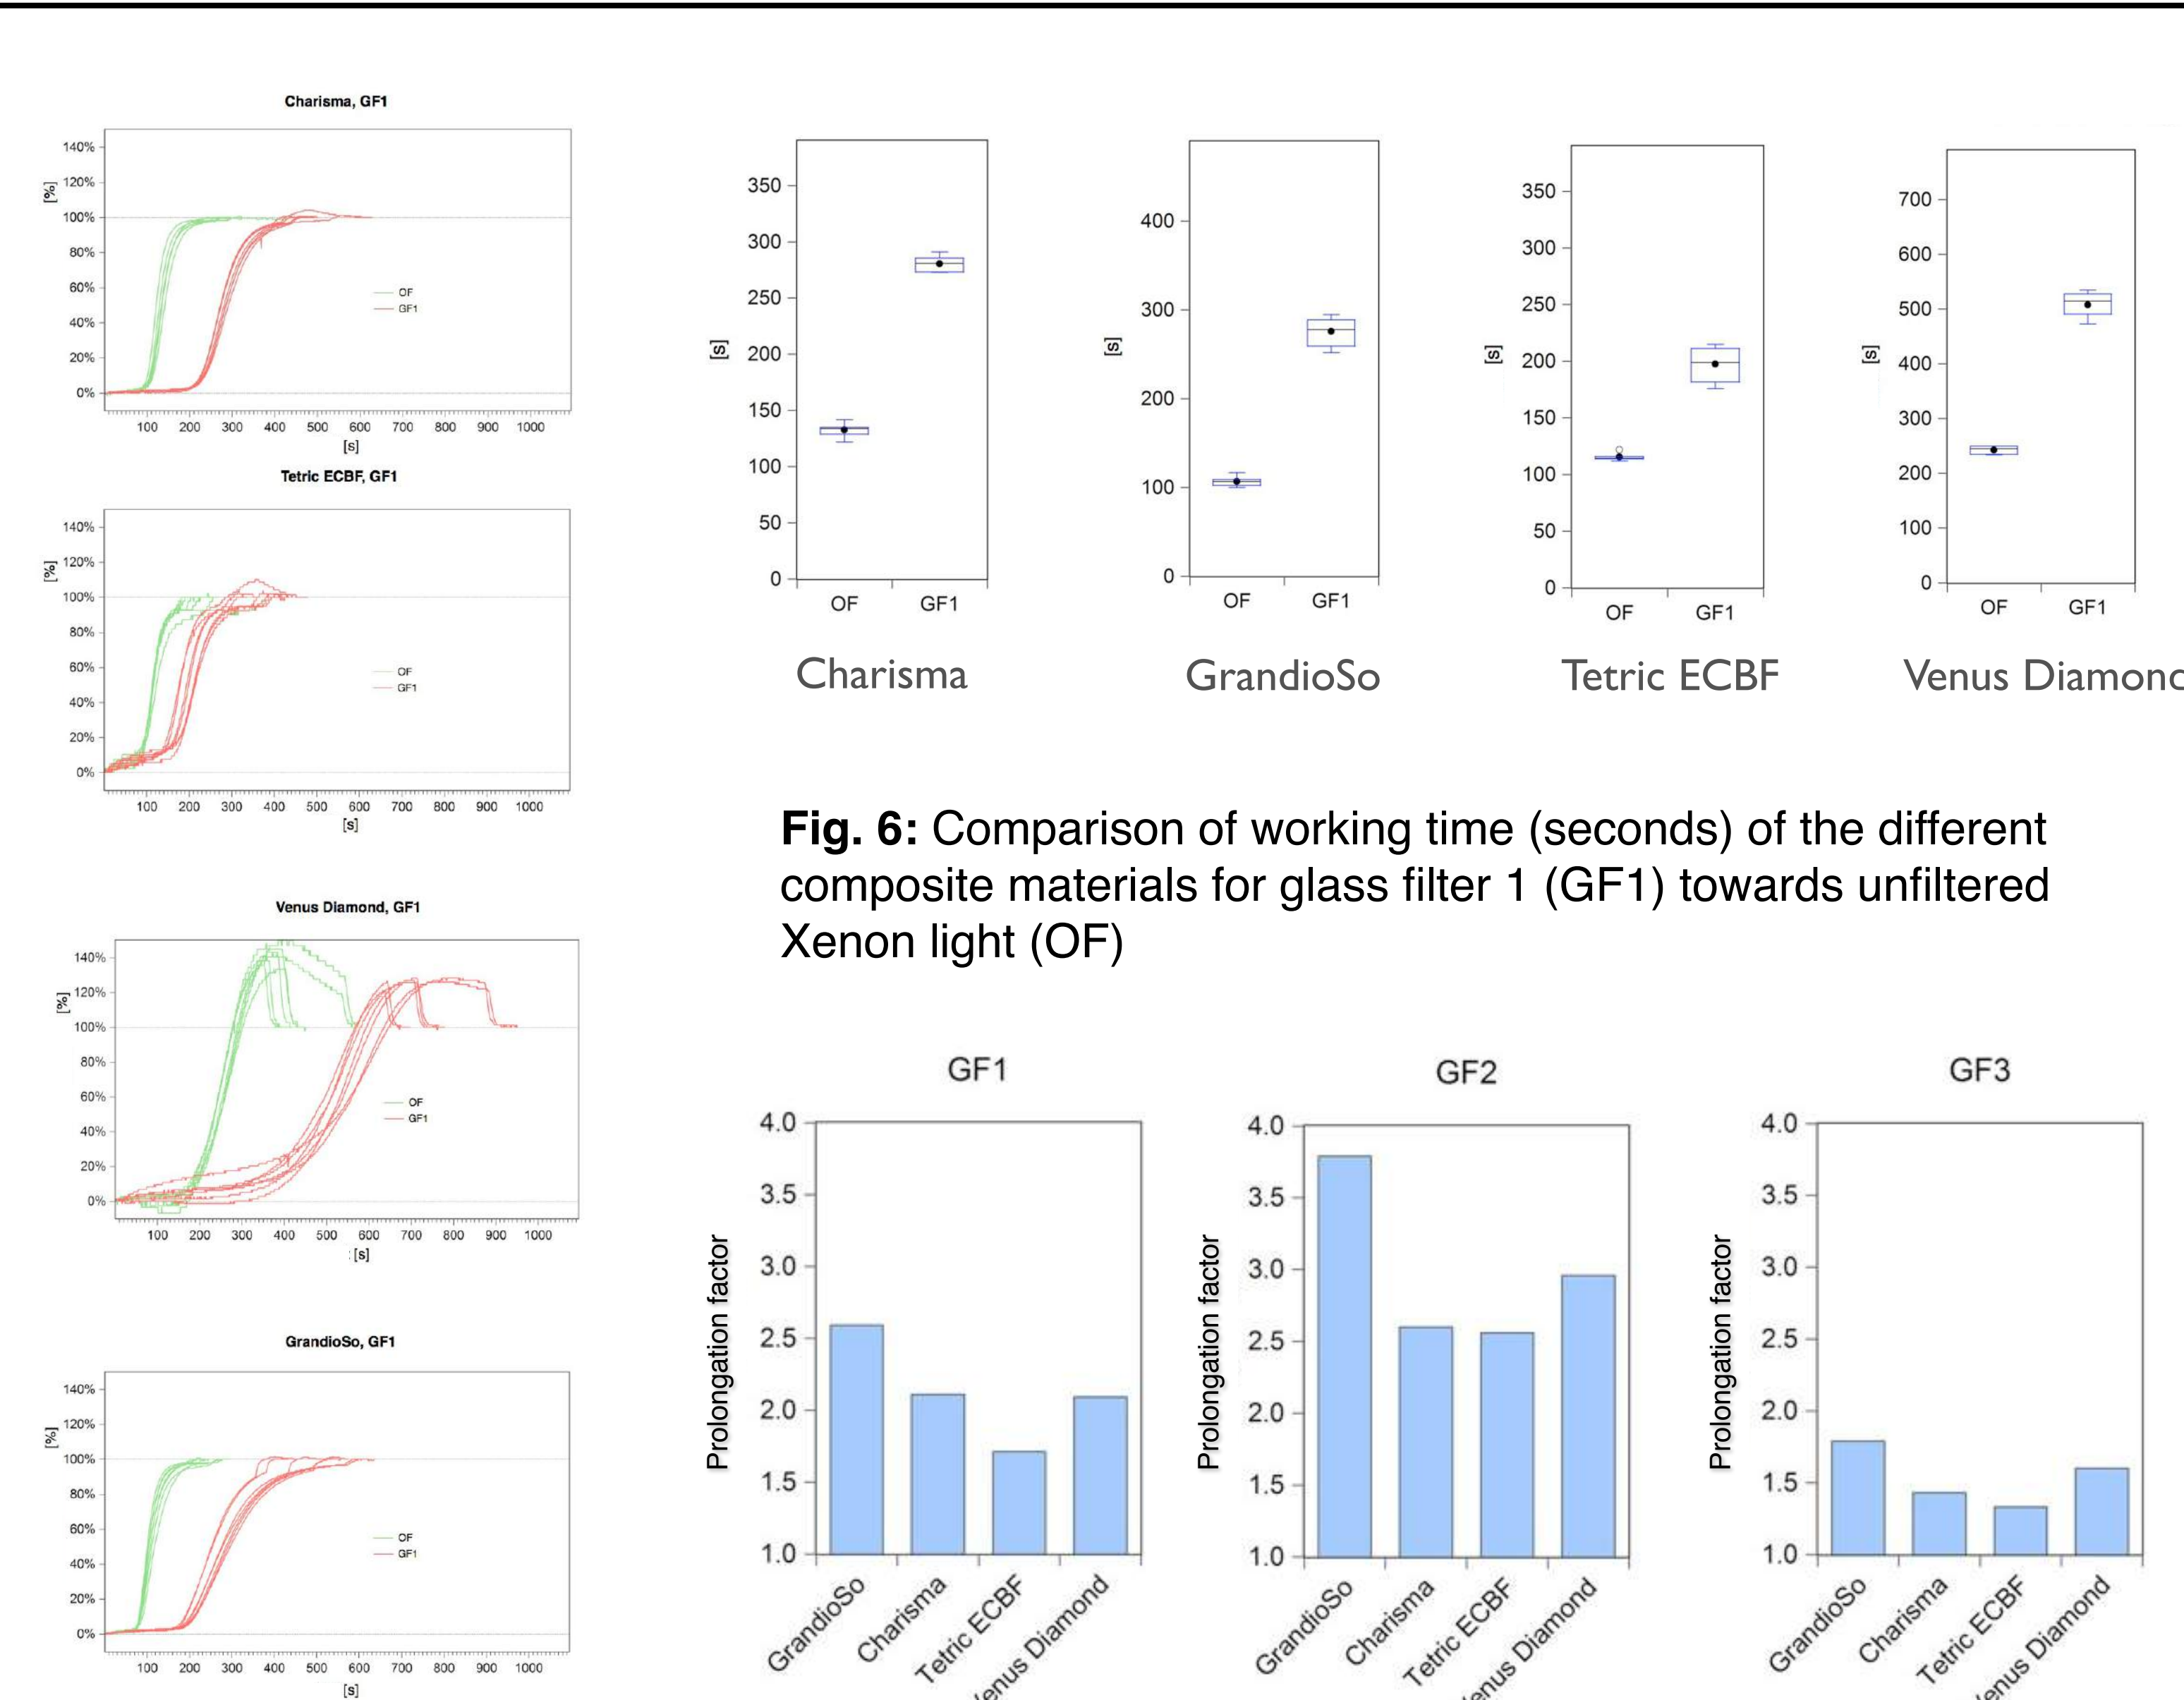 Charisma, GF1
[%]
140%
120%
100%
80%
60%
40%
20%
0%
OF
GF1
100 200 300 400 500 600 700 800 900 1000
[s]
Tetric ECBF, GF1
[%]
140%
120%
100%
80%
60%
40%
20%
0%
OF
GF1
100 200 300 400 500 600 700 800 900 1000
[s]
Venus Diamond, GF1
[%]
140%
120%
100%
80%
60%
40%
20%
0%
OF
GF1
100 200 300 400 500 600 700 800 900 1000
: [s]
GrandioSo, GF1
[%]
140%
120%
100%
80%
60%
40%
20%
0%
OF
GF1
100 200 300 400 500 600 700 800 900 1000
[s]
[s]
350
300
250
200
150
100
50
0
OF GF1
Charisma
[s]
400
300
200
100
0
OF GF1
GrandioSo
[s]
350
300
250
200
150
100
50
0
OF GF1
Tetric ECBF
[s]
700
600
500
400
300
200
100
0
OF GF1
Venus Diamond
Fig. 6: Comparison of working time (seconds) of the different
composite materials for glass filter 1 (GF1) towards unfiltered
Xenon light (OF)
GF1
Prolongation factor
4.0
3.5
3.0
2.5
2.0
1.5
1.0
GrandioSo
Charisma
Tetric ECBF
Venus Diamond
GF2
Prolongation factor
4.0
3.5
3.0
2.5
2.0
1.5
1.0
GrandioSo
Charisma
Tetric ECBF
Venus Diamond
GF3
Prolongation factor
4.0
3.5
3.0
2.5
2.0
1.5
1.0
GrandioSo
Charisma
Tetric ECBF
Venus Diamond